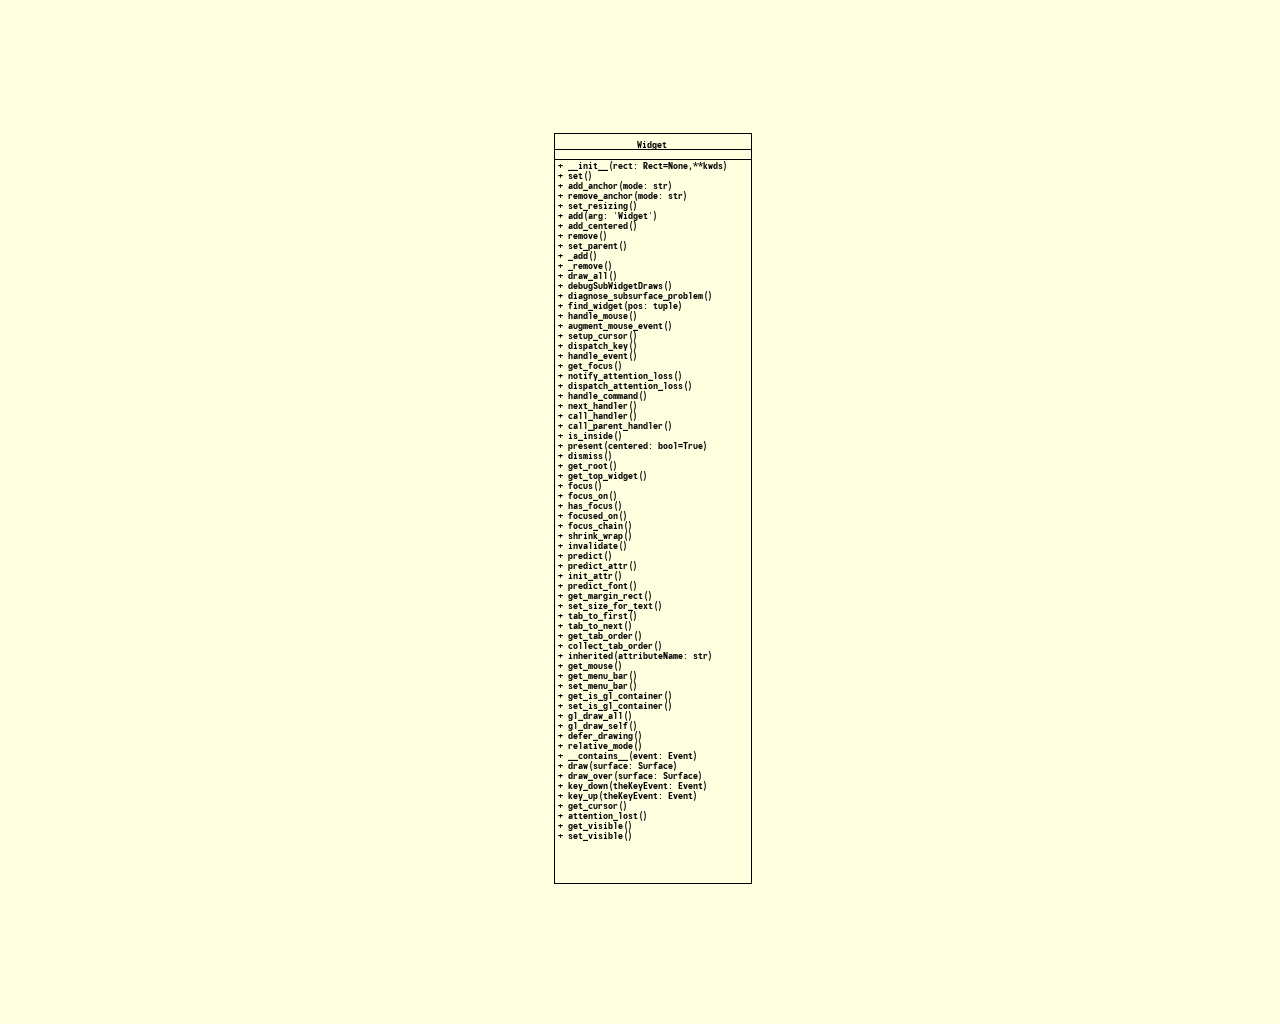 Widget
+ __init__(rect: Rect=None,**kwds)
+ set()
+ add_anchor(mode: str)
+ remove_anchor(mode: str)
+ set_resizing()
+ add(arg: 'Widget')
+ add_centered()
+ remove()
+ set_parent()
+ _add()
+ _remove()
+ draw_all()
+ debugSubWidgetDraws()
+ diagnose_subsurface_problem()
+ find_widget(pos: tuple)
+ handle_mouse()
+ augment_mouse_event()
+ setup_cursor()
+ dispatch_key()
+ handle_event()
+ get_focus()
+ notify_attention_loss()
+ dispatch_attention_loss()
+ handle_command()
+ next_handler()
+ call_handler()
+ call_parent_handler()
+ is_inside()
+ present(centered: bool=True)
+ dismiss()
+ get_root()
+ get_top_widget()
+ focus()
+ focus_on()
+ has_focus()
+ focused_on()
+ focus_chain()
+ shrink_wrap()
+ invalidate()
+ predict()
+ predict_attr()
+ init_attr()
+ predict_font()
+ get_margin_rect()
+ set_size_for_text()
+ tab_to_first()
+ tab_to_next()
+ get_tab_order()
+ collect_tab_order()
+ inherited(attributeName: str)
+ get_mouse()
+ get_menu_bar()
+ set_menu_bar()
+ get_is_gl_container()
+ set_is_gl_container()
+ gl_draw_all()
+ gl_draw_self()
+ defer_drawing()
+ relative_mode()
+ __contains__(event: Event)
+ draw(surface: Surface)
+ draw_over(surface: Surface)
+ key_down(theKeyEvent: Event)
+ key_up(theKeyEvent: Event)
+ get_cursor()
+ attention_lost()
+ get_visible()
+ set_visible()